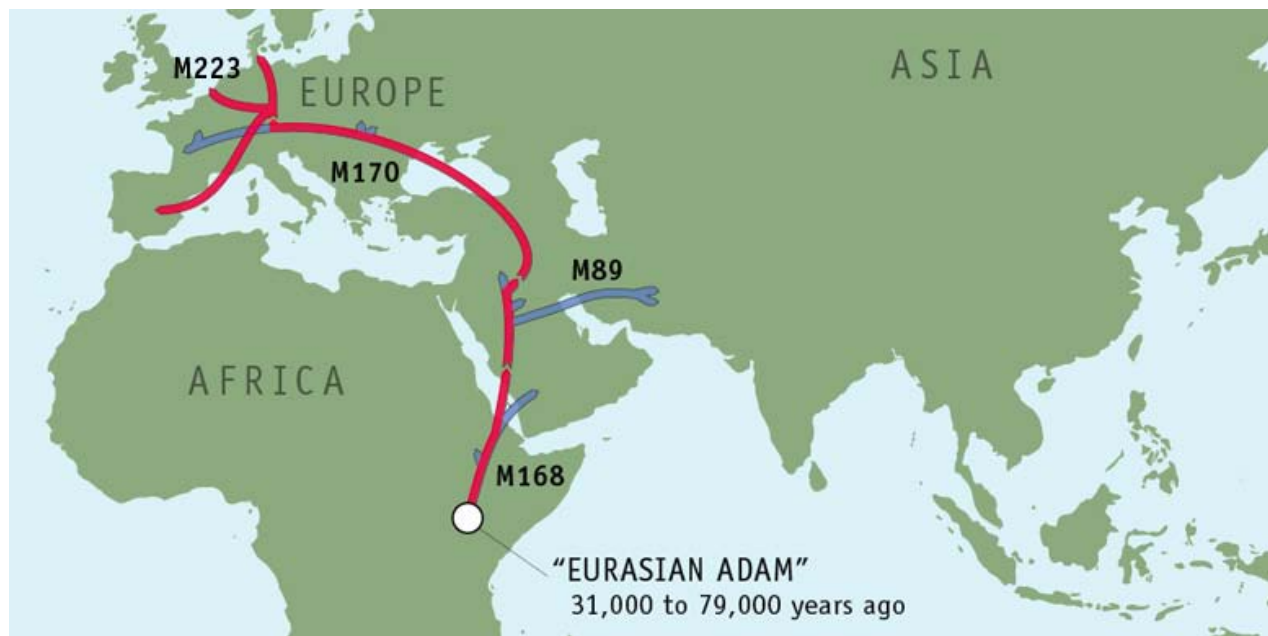 ASIA
M223
EUROPE
M170
M89
AFRICA
M168
“EURASIAN ADAM”
31,000 to 79,000 years ago